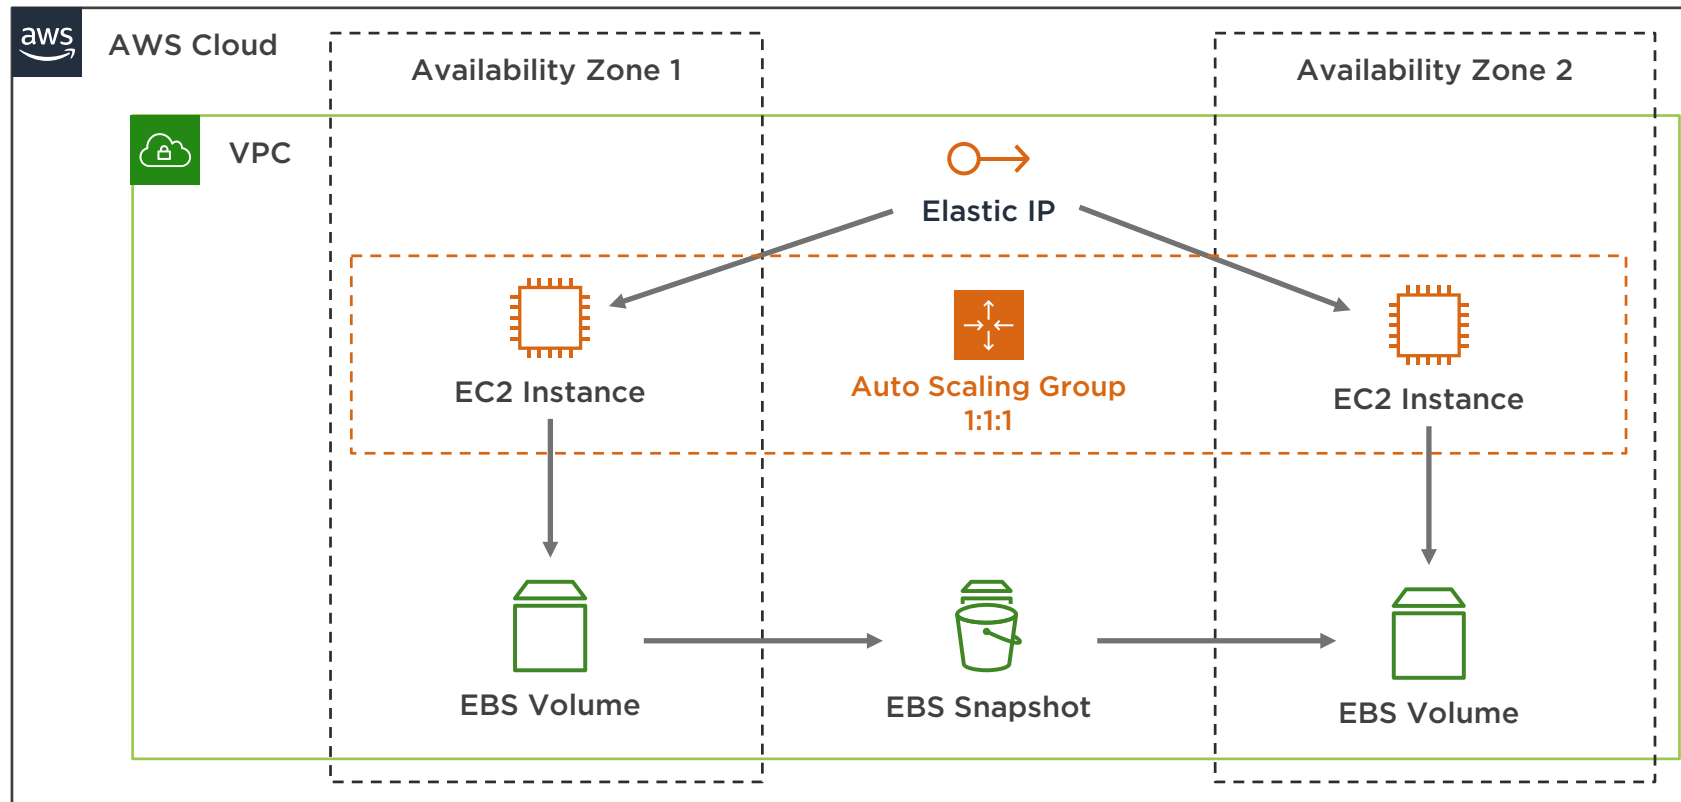 aws
AWS Cloud
Availability Zone 1
Availability Zone 2
VPC
Elastic IP
EC2 Instance
Auto Scaling Group
1:1:1
EC2 Instance
EBS Volume
EBS Snapshot
EBS Volume